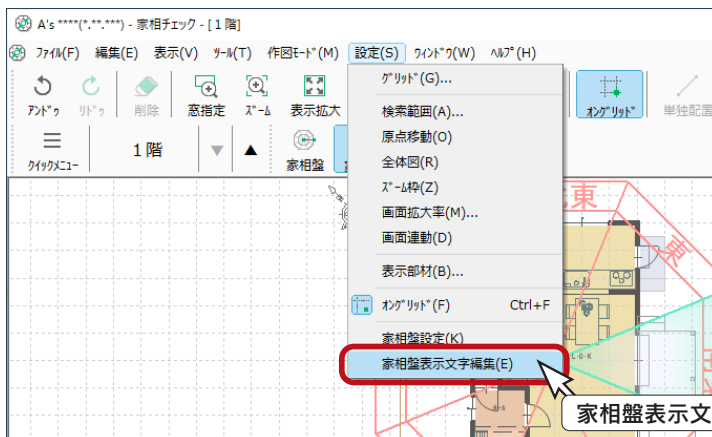 A's ****(*.**.***) - 家相チェック - [1 階]
ﾌｧｲﾙ(F) 編集(E) 表示(V) ﾂｰﾙ(T) 作図ﾓｰﾄﾞ(M) 設定(S) ｳｨﾝﾄﾞｳ(W) ﾍﾙﾌﾟ(H)
ｱﾝﾄﾞｩ ﾘﾄﾞｩ 削除 窓指定 ｽﾞｰﾑ 表示拡大 ｵﾝｸﾞﾘｯﾄﾞ 単独配置
ｸｲｯｸﾒﾆｭｰ 1 階 ▼ ▲ 家相盤
ｸﾞﾘｯﾄﾞ(G)...
検索範囲(A)...
原点移動(O)
全体図(R)
ｽﾞｰﾑ枠(Z)
画面拡大率(M)...
画面連動(D)
表示部材(B)...
ｵﾝｸﾞﾘｯﾄﾞ(F) Ctrl+F
家相盤設定(K)
家相盤表示文字編集(E)
北東
東
L･D･K
ﾎｰﾙ
家相盤表示文